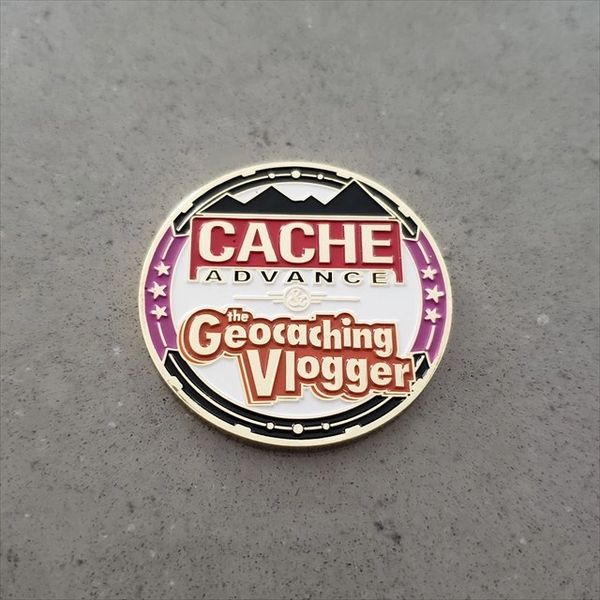 CACHE
ADVANCE
&
the
Geocaching
Vlogger